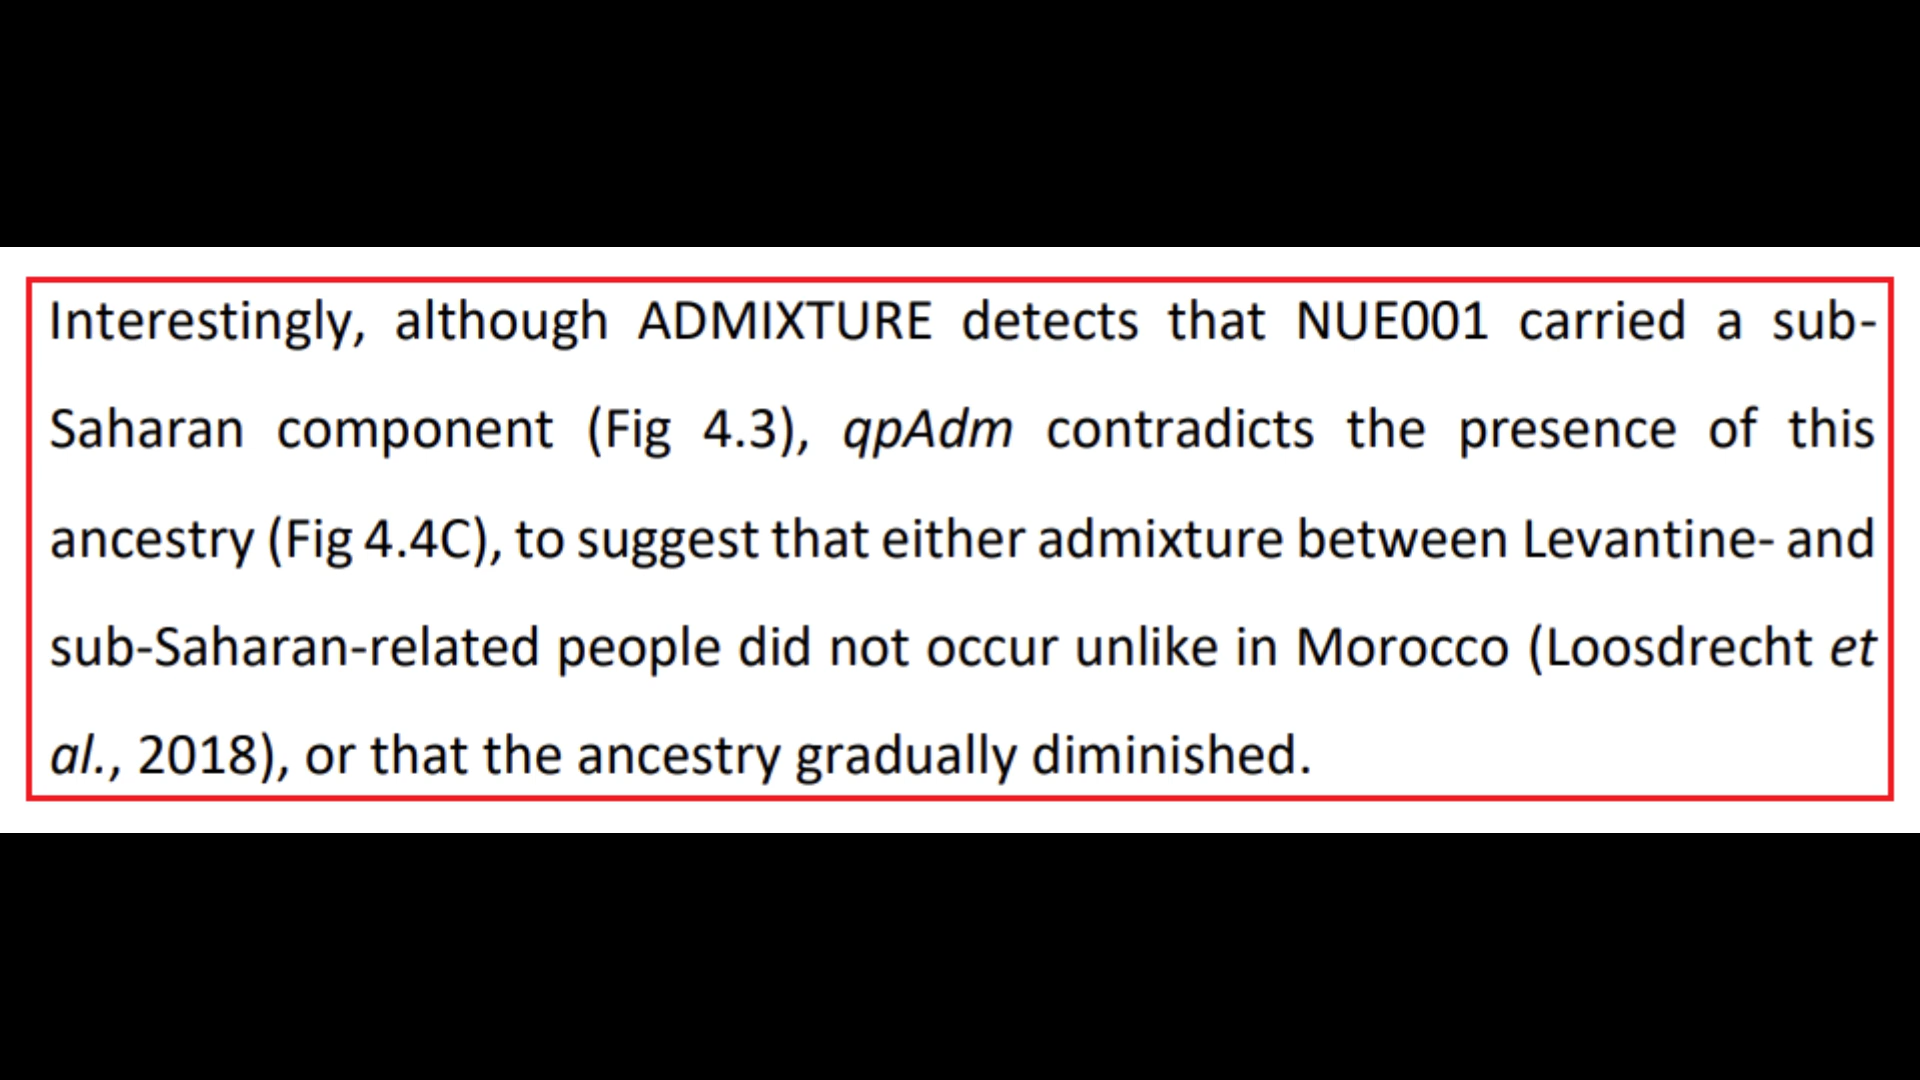 Interestingly, although ADMIXTURE detects that NUE001 carried a sub-
Saharan component (Fig 4.3), qpAdm contradicts the presence of this
ancestry (Fig 4.4C), to suggest that either admixture between Levantine- and
sub-Saharan-related people did not occur unlike in Morocco (Loosdrecht et
al., 2018), or that the ancestry gradually diminished.